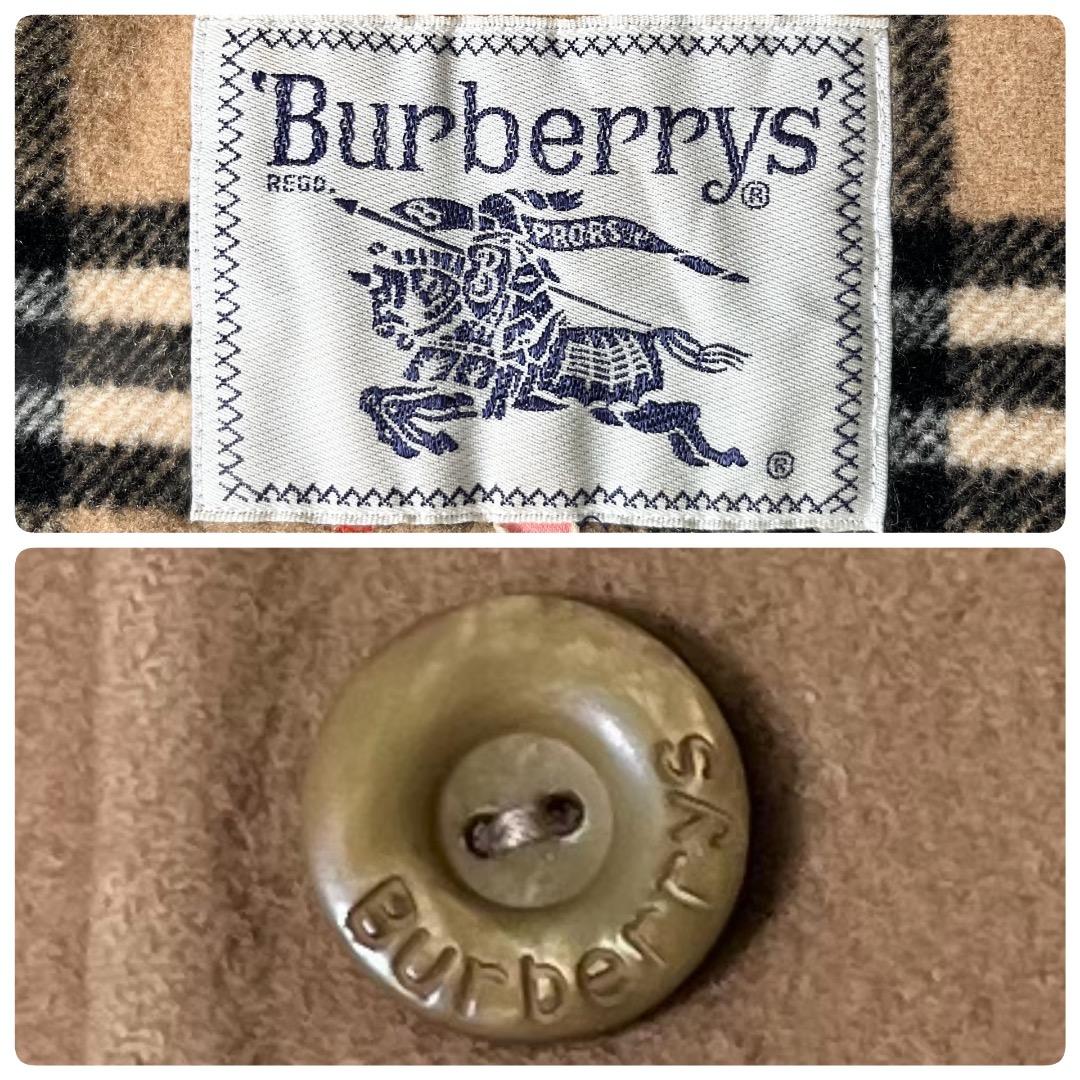 'Burberrys'
REGD. ®
B PRORSUM
B
®
Burberrys